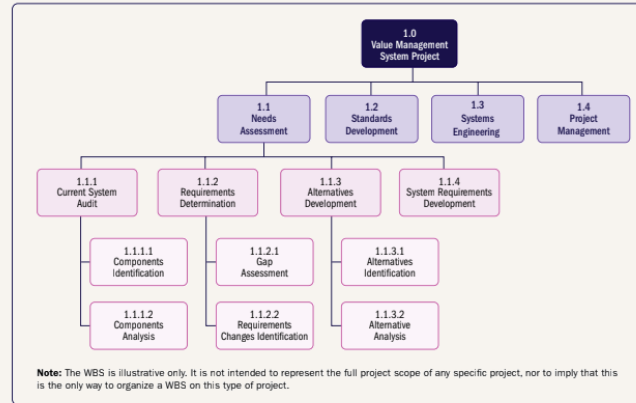 1.0
Value Management
System Project
1.1
Needs
Assessment
1.2
Standards
Development
1.3
Systems
Engineering
1.4
Project
Management
1.1.1
Current System
Audit
1.1.2
Requirements
Determination
1.1.3
Alternatives
Development
1.1.4
System Requirements
Development
1.1.1.1
Components
Identification
1.1.2.1
Gap
Assessment
1.1.3.1
Alternatives
Identification
1.1.1.2
Components
Analysis
1.1.2.2
Requirements
Changes Identification
1.1.3.2
Alternative
Analysis
Note: The WBS is illustrative only. It is not intended to represent the full project scope of any specific project, nor to imply that this
is the only way to organize a WBS on this type of project.